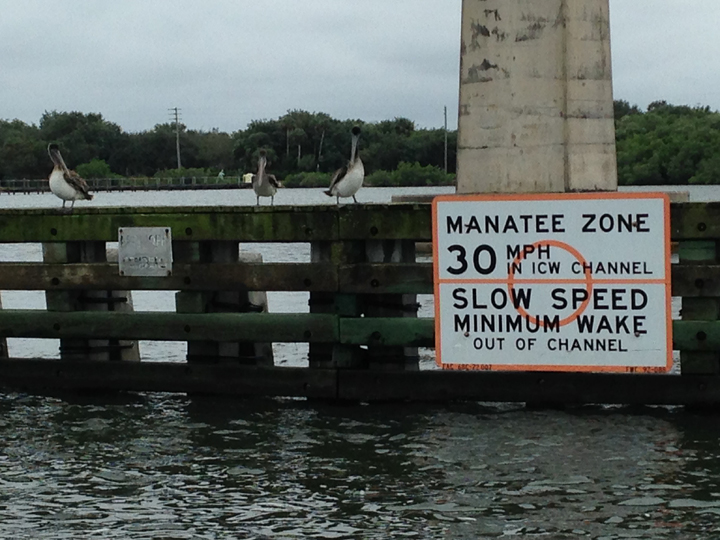 MANATEE ZONE
30 MPH
IN ICW CHANNEL
SLOW SPEED
MINIMUM WAKE
OUT OF CHANNEL